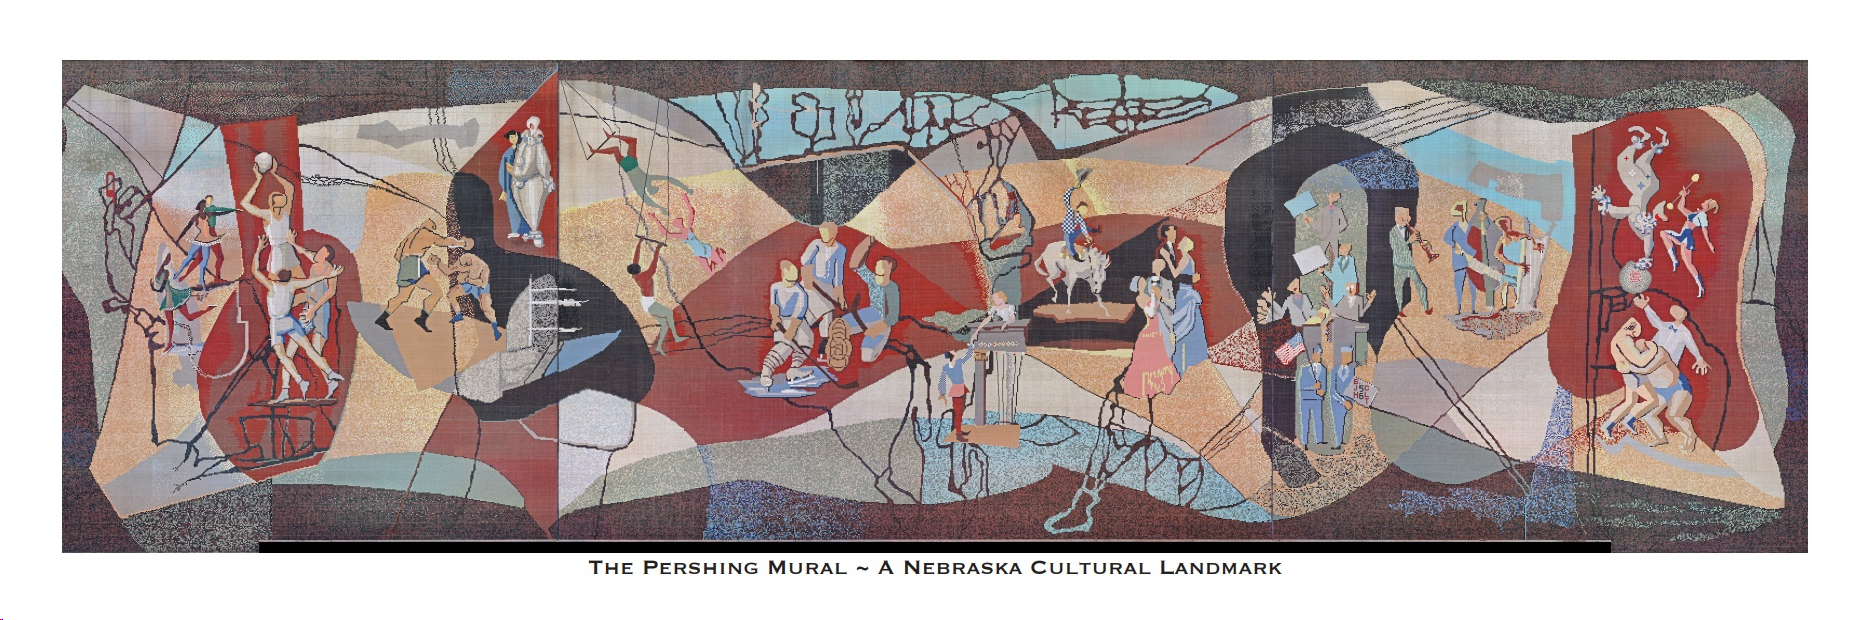 THE PERSHING MURAL ~ A NEBRASKA CULTURAL LANDMARK